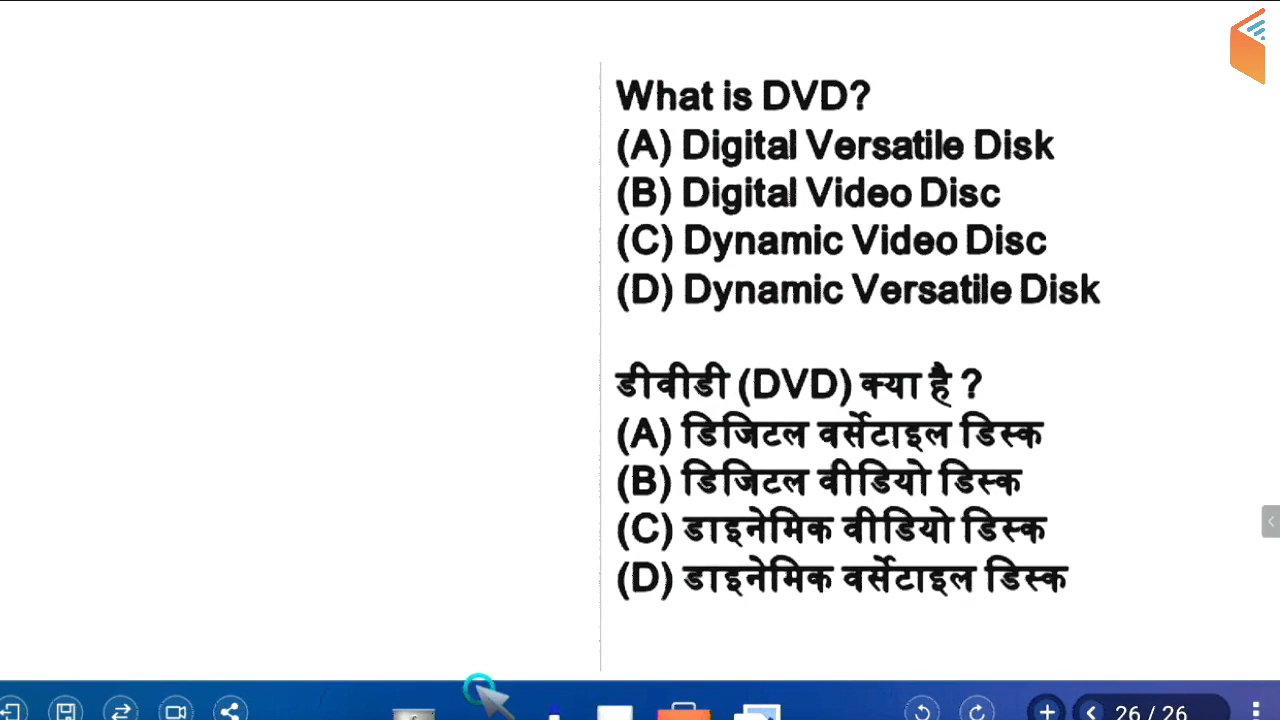 What is DVD?
(A) Digital Versatile Disk
(B) Digital Video Disc
(C) Dynamic Video Disc
(D) Dynamic Versatile Disk
डीवीडी (DVD) क्या है ?
(A) डिजिटल वर्सेटाइल डिस्क
(B) डिजिटल वीडियो डिस्क
(C) डाइनेमिक वीडियो डिस्क
(D) डाइनेमिक वर्सेटाइल डिस्क
26 / 26